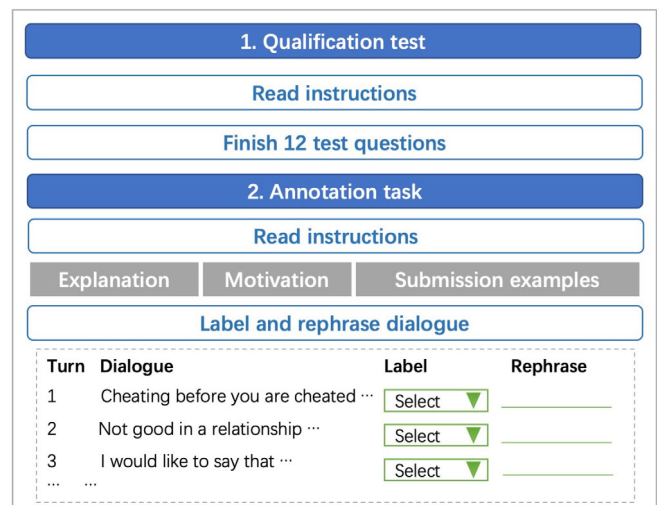 1. Qualification test
Read instructions
Finish 12 test questions
2. Annotation task
Read instructions
Explanation Motivation Submission examples
Label and rephrase dialogue
Turn Dialogue Label Rephrase
1 Cheating before you are cheated ··· Select
2 Not good in a relationship ··· Select
3 I would like to say that ··· Select
... ...